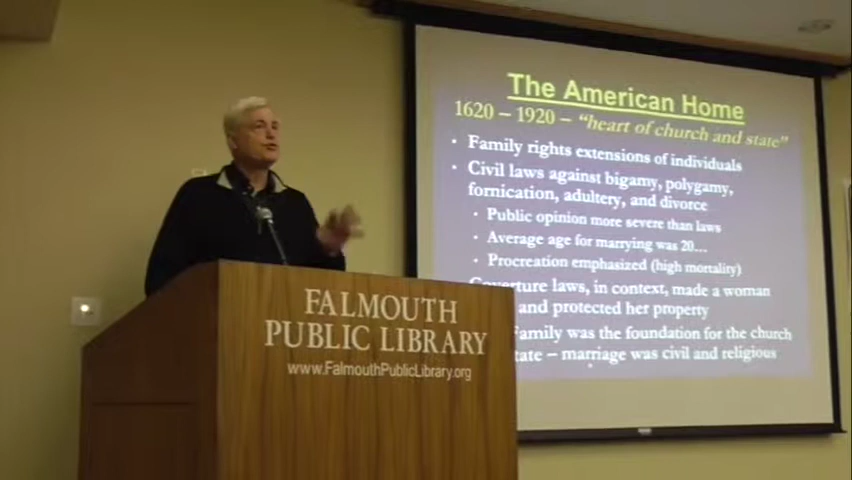 The American Home
1620 – 1920 – “heart of church and state”
• Family rights extensions of individuals
• Civil laws against bigamy, polygamy,
fornication, adultery, and divorce
• Public opinion more severe than laws
• Average age for marrying was 20…
• Procreation emphasized (high mortality)
Coverture laws, in context, made a woman
and protected her property
Family was the foundation for the church
state – marriage was civil, and religious
FALMOUTH
PUBLIC LIBRARY
www.FalmouthPublicLibrary.org